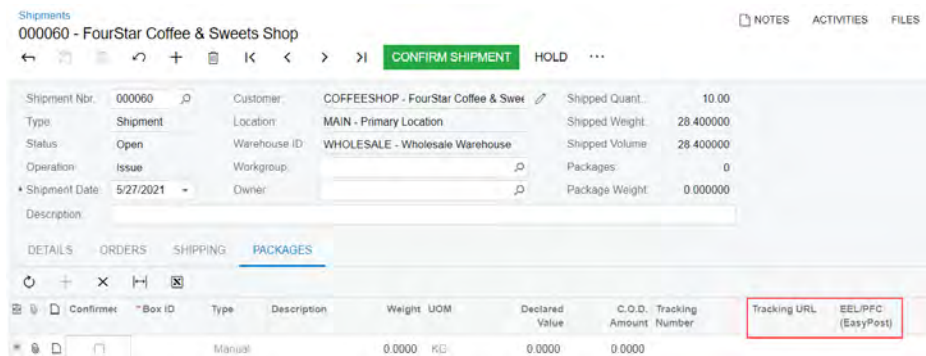 Shipments
NOTES ACTIVITIES FILES
000060 - FourStar Coffee & Sweets Shop
CONFIRM SHIPMENT HOLD ...
Shipment Nbr. 000060 Customer: COFFEESHOP - FourStar Coffee & Swee Shipped Quant... 10.00
Type: Shipment Location: MAIN - Primary Location Shipped Weight: 28.400000
Status: Open Warehouse ID: WHOLESALE - Wholesale Warehouse Shipped Volume: 28.400000
Operation: Issue Workgroup: Packages: 0
* Shipment Date: 5/27/2021 Owner: Package Weight: 0.000000
Description:
DETAILS ORDERS SHIPPING PACKAGES
Confirmed *Box ID Type Description Weight UOM Declared Value C.O.D. Amount Tracking Number Tracking URL EEL/PFC (EasyPost)
Manual 0.0000 KG 0.0000 0.0000